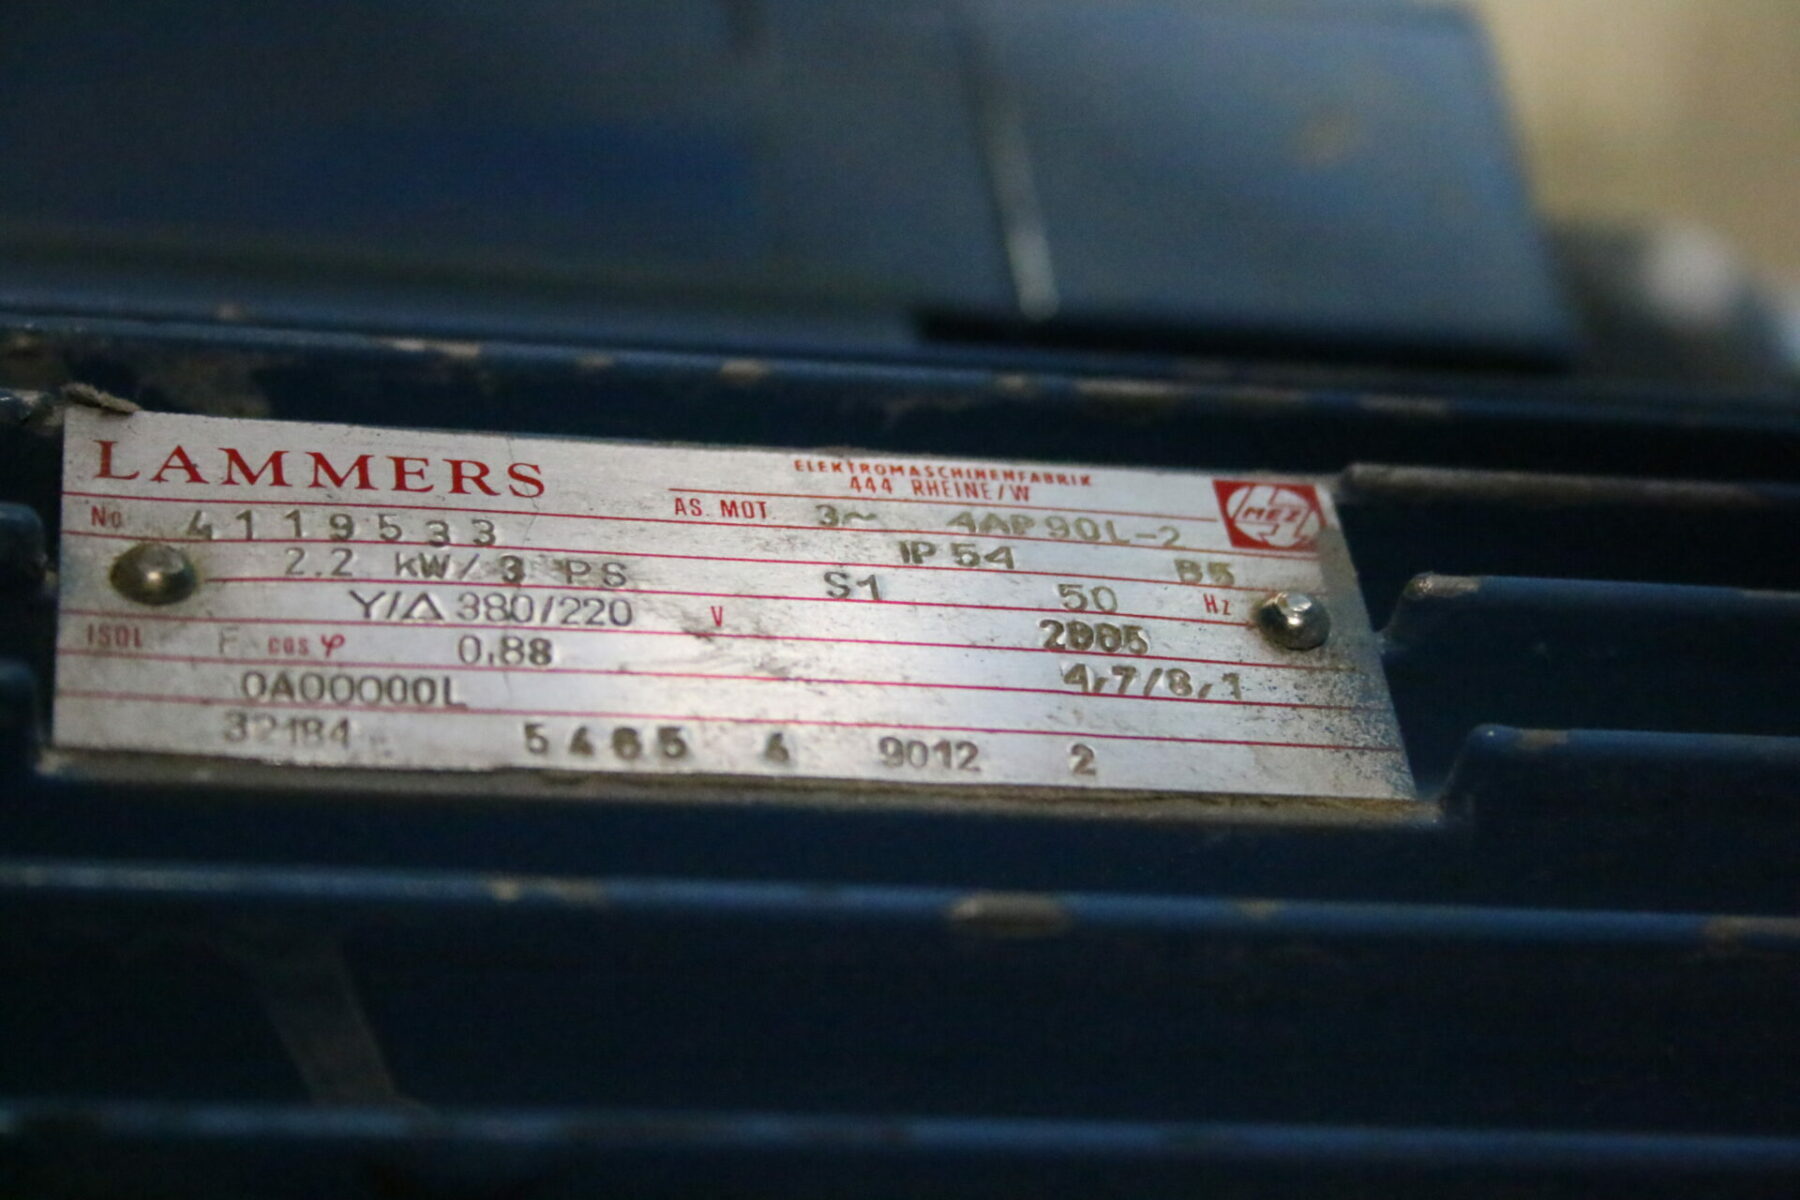 LAMMERS
ELEKTROMASCHINENFABRIK
444 RHEINE/W
MEZ
No 4119533 AS. MOT. 3~ 4AP90L-2
2.2 kW/3 PS IP 54 B5
Y/Δ 380/220 V S1 50 Hz
ISOL F cos φ 0,88
0A00000L 4,7/8,1
32184 5465 4 9012 2